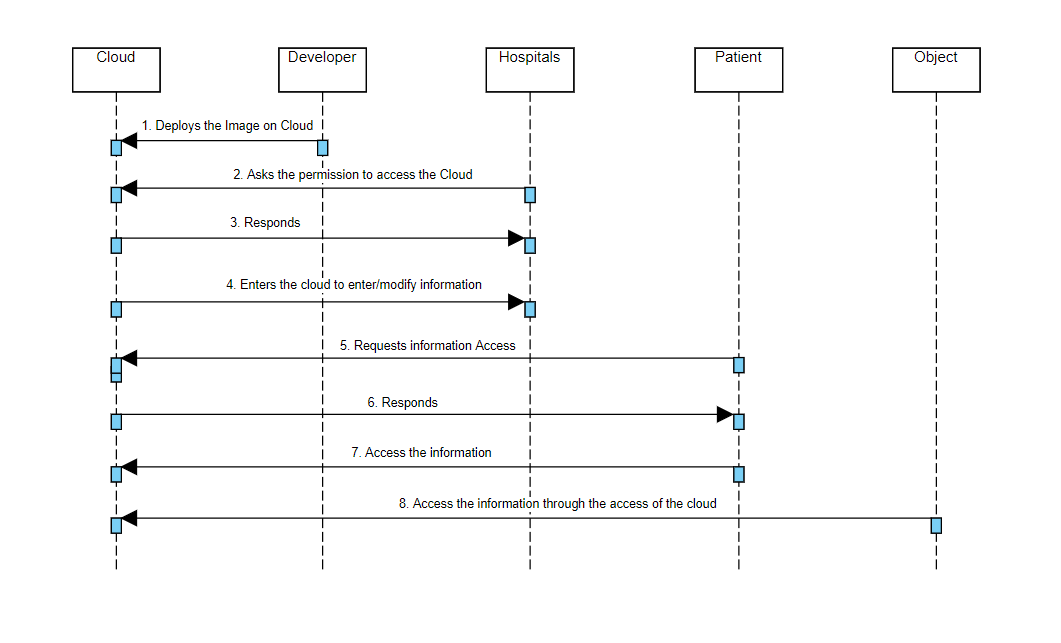 Cloud
Developer
Hospitals
Patient
Object
1. Deploys the Image on Cloud
2. Asks the permission to access the Cloud
3. Responds
4. Enters the cloud to enter/modify information
5. Requests information Access
6. Responds
7. Access the information
8. Access the information through the access of the cloud